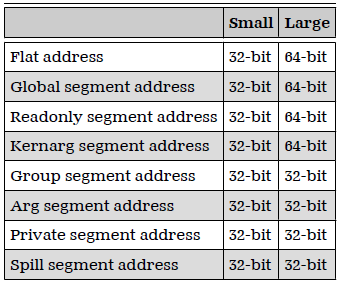 Small Large
Flat address 32-bit 64-bit
Global segment address 32-bit 64-bit
Readonly segment address 32-bit 64-bit
Kernarg segment address 32-bit 64-bit
Group segment address 32-bit 32-bit
Arg segment address 32-bit 32-bit
Private segment address 32-bit 32-bit
Spill segment address 32-bit 32-bit